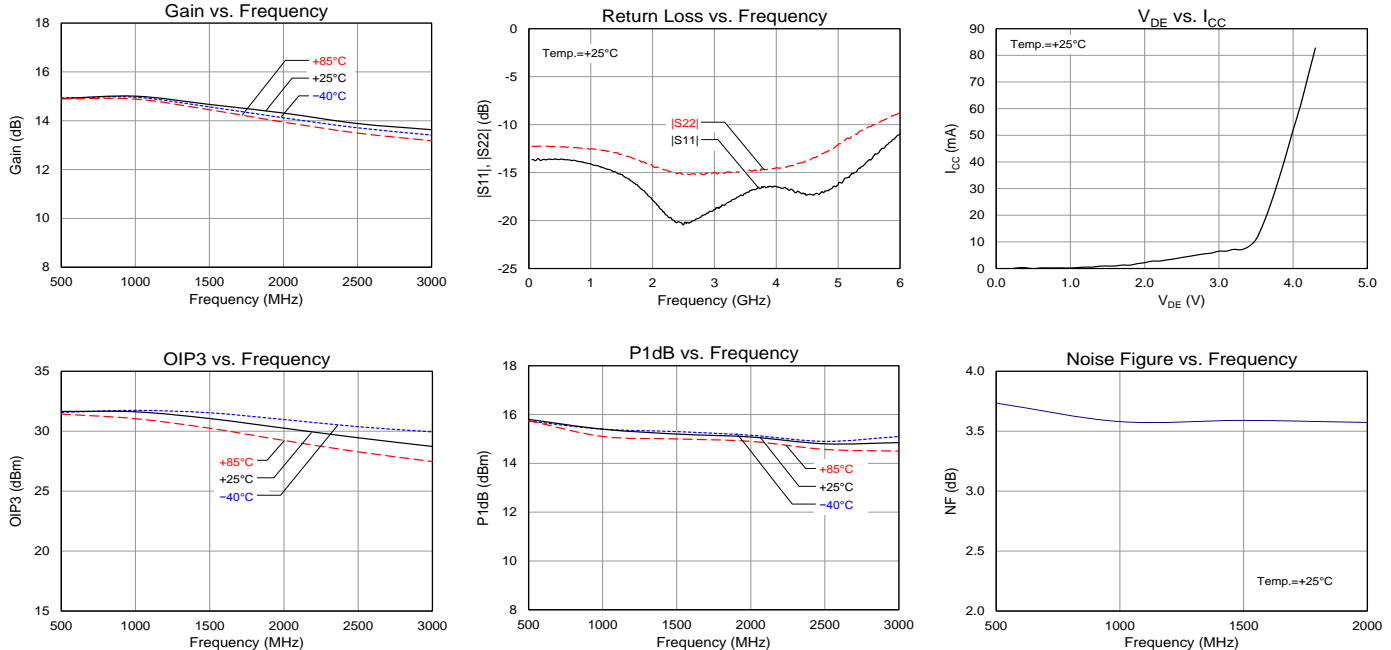 Gain vs. Frequency
18
16
14
12
10
8
Gain (dB)
+85°C
+25°C
−40°C
500 1000 1500 2000 2500 3000
Frequency (MHz)
Return Loss vs. Frequency
0
-5
-10
-15
-20
-25
|S11|, |S22| (dB)
Temp.=+25°C
|S22|
|S11|
0 1 2 3 4 5 6
Frequency (GHz)
VDE vs. ICC
90
80
70
60
50
40
30
20
10
0
ICC (mA)
Temp.=+25°C
0.0 1.0 2.0 3.0 4.0 5.0
VDE (V)
OIP3 vs. Frequency
35
30
25
20
15
OIP3 (dBm)
+85°C
+25°C
−40°C
500 1000 1500 2000 2500 3000
Frequency (MHz)
P1dB vs. Frequency
18
16
14
12
10
8
P1dB (dBm)
+85°C
+25°C
−40°C
500 1000 1500 2000 2500 3000
Frequency (MHz)
Noise Figure vs. Frequency
4.0
3.5
3.0
2.5
2.0
NF (dB)
Temp.=+25°C
500 1000 1500 2000
Frequency (MHz)